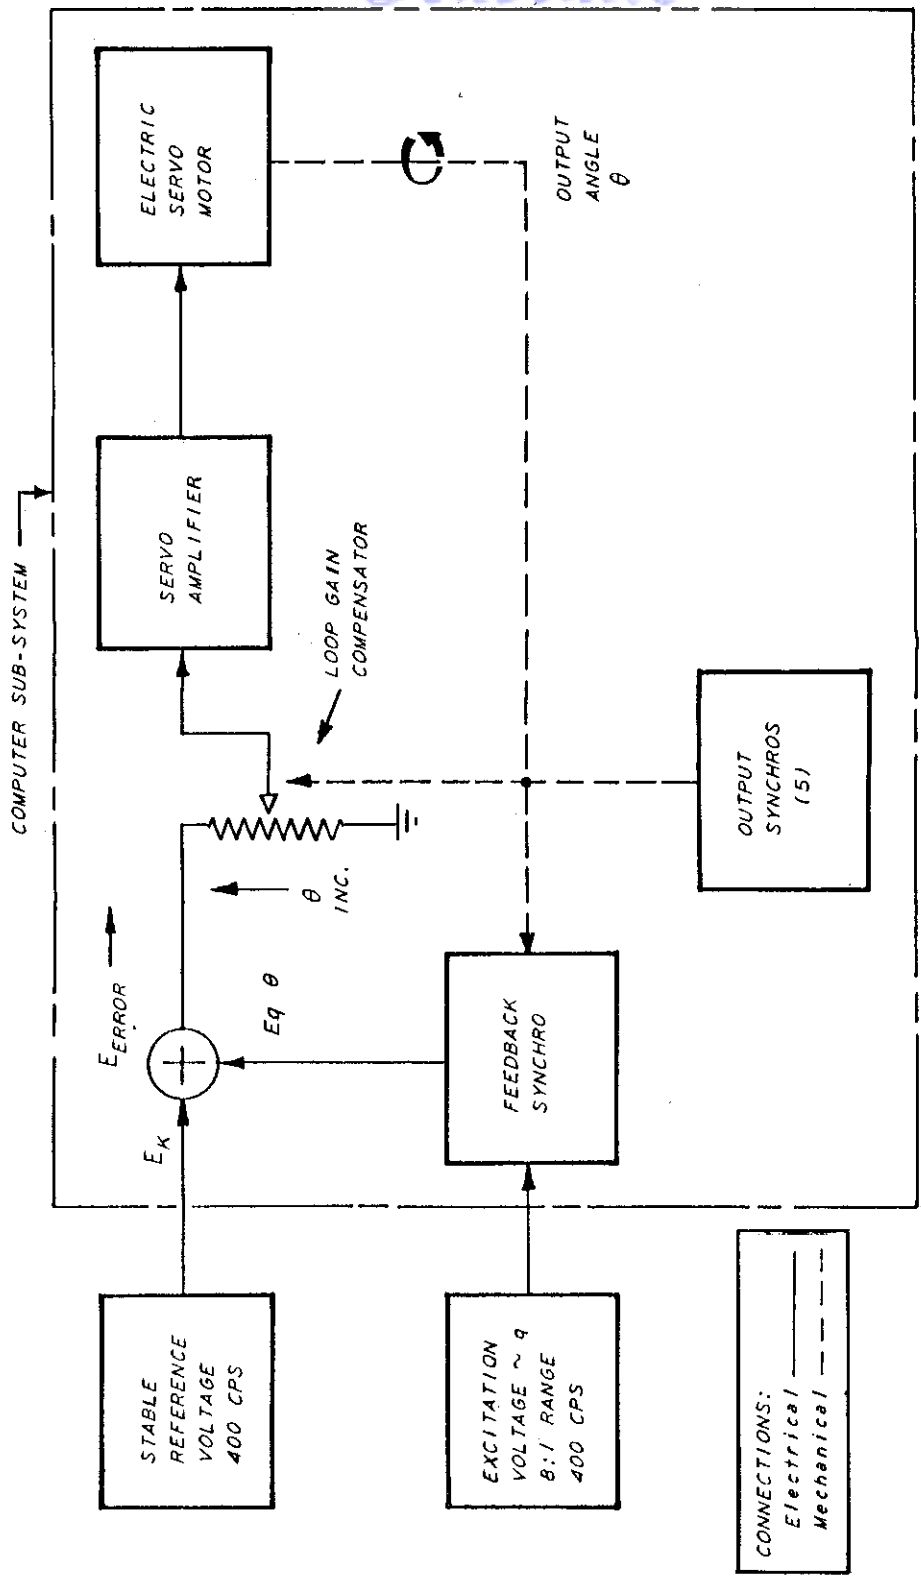 COMPUTER SUB-SYSTEM
STABLE
REFERENCE
VOLTAGE
400 CPS
E_K
E_ERROR
θ
INC.
SERVO
AMPLIFIER
ELECTRIC
SERVO
MOTOR
LOOP GAIN
COMPENSATOR
Eq θ
EXCITATION
VOLTAGE ~ q
8:1 RANGE
400 CPS
FEEDBACK
SYNCHRO
OUTPUT
ANGLE
θ
OUTPUT
SYNCHROS
(5)
CONNECTIONS:
Electrical
Mechanical